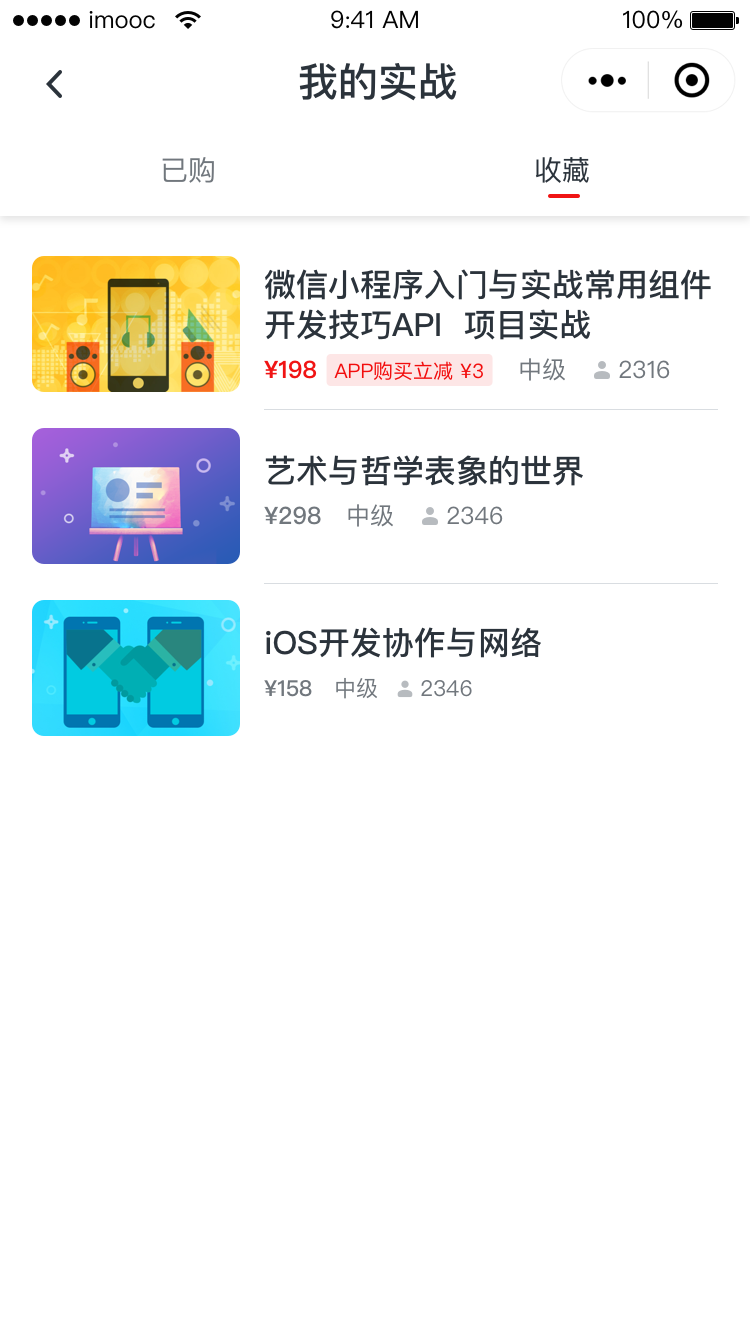 imooc 9:41 AM 100%
我的实战
已购 收藏
微信小程序入门与实战常用组件
开发技巧API 项目实战
¥198 APP购买立减 ¥3 中级 2316
艺术与哲学表象的世界
¥298 中级 2346
iOS开发协作与网络
¥158 中级 2346